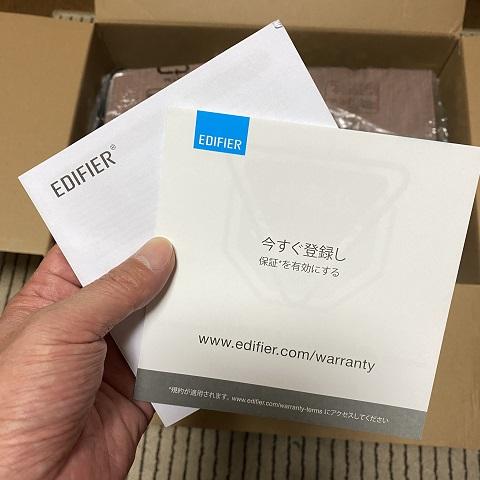 EDIFIER®
EDIFIER
今すぐ登録し
保証*を有効にする
www.edifier.com/warranty
*規約が適用されます。www.edifier.com/warranty-terms にアクセスしてください